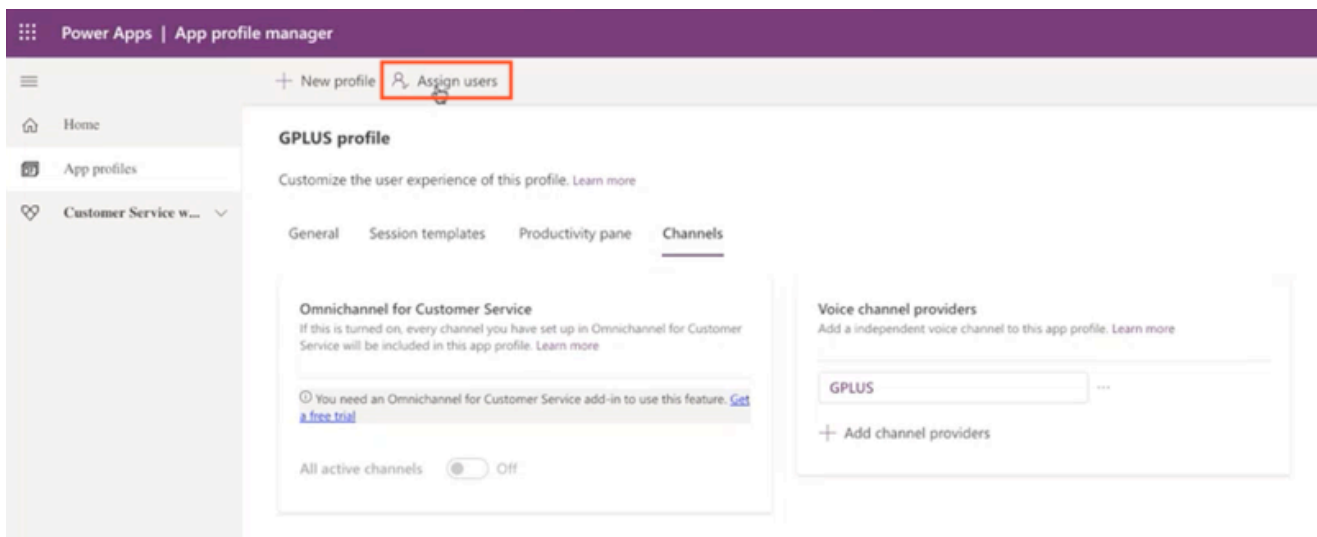 Power Apps | App profile manager
+ New profile Assign users
Home
App profiles
Customer Service w...
GPLUS profile
Customize the user experience of this profile. Learn more
General Session templates Productivity pane Channels
Omnichannel for Customer Service
If this is turned on, every channel you have set up in Omnichannel for Customer
Service will be included in this app profile. Learn more
You need an Omnichannel for Customer Service add-in to use this feature. Get
a free trial
All active channels Off
Voice channel providers
Add a independent voice channel to this app profile. Learn more
GPLUS ...
+ Add channel providers